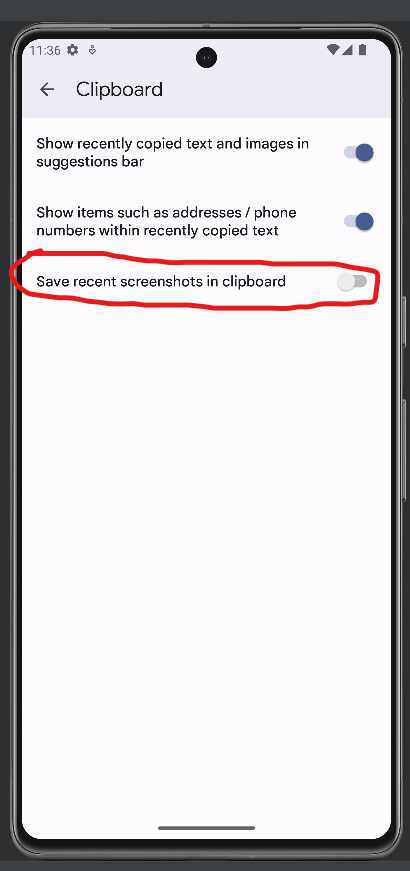 11:36
Clipboard
Show recently copied text and images in
suggestions bar
Show items such as addresses / phone
numbers within recently copied text
Save recent screenshots in clipboard